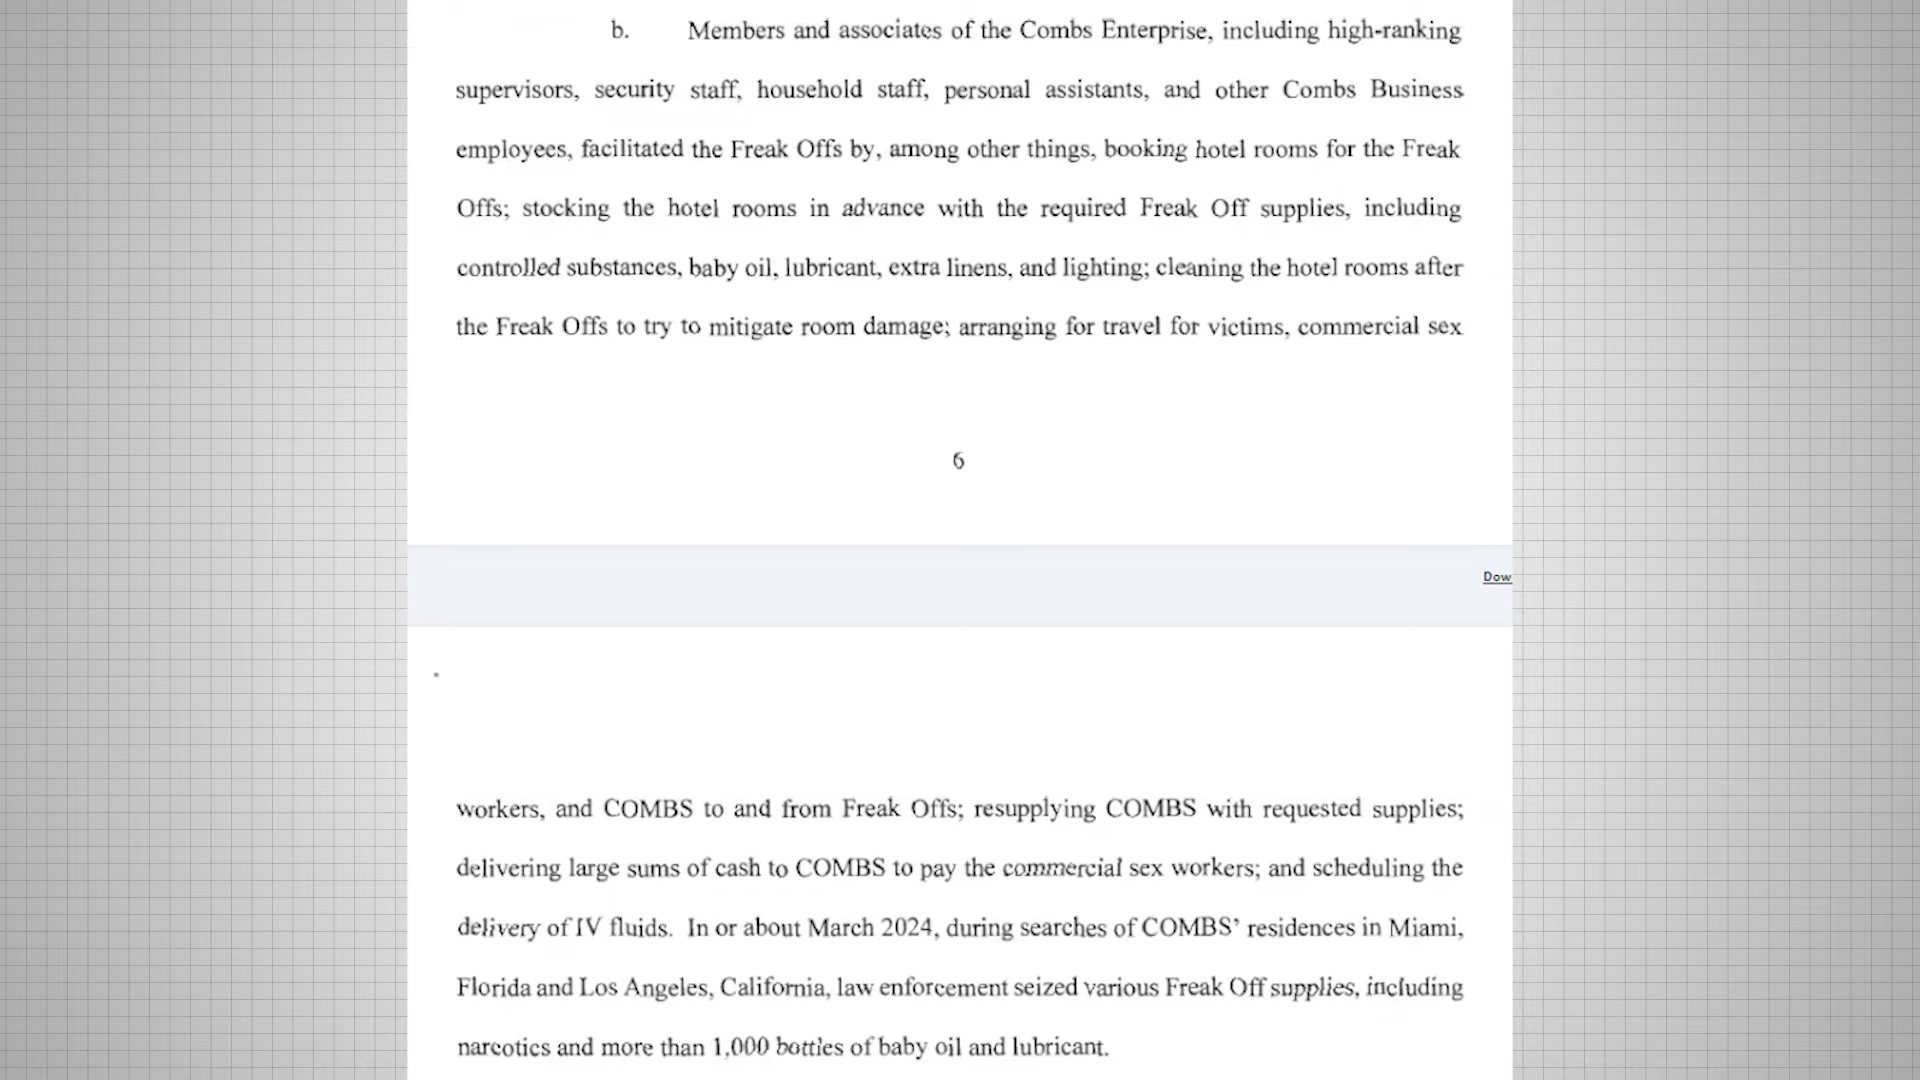 b. Members and associates of the Combs Enterprise, including high-ranking
supervisors, security staff, household staff, personal assistants, and other Combs Business
employees, facilitated the Freak Offs by, among other things, booking hotel rooms for the Freak
Offs; stocking the hotel rooms in advance with the required Freak Off supplies, including
controlled substances, baby oil, lubricant, extra linens, and lighting; cleaning the hotel rooms after
the Freak Offs to try to mitigate room damage; arranging for travel for victims, commercial sex
6
Dow
workers, and COMBS to and from Freak Offs; resupplying COMBS with requested supplies;
delivering large sums of cash to COMBS to pay the commercial sex workers; and scheduling the
delivery of IV fluids. In or about March 2024, during searches of COMBS’ residences in Miami,
Florida and Los Angeles, California, law enforcement seized various Freak Off supplies, including
narcotics and more than 1,000 bottles of baby oil and lubricant.